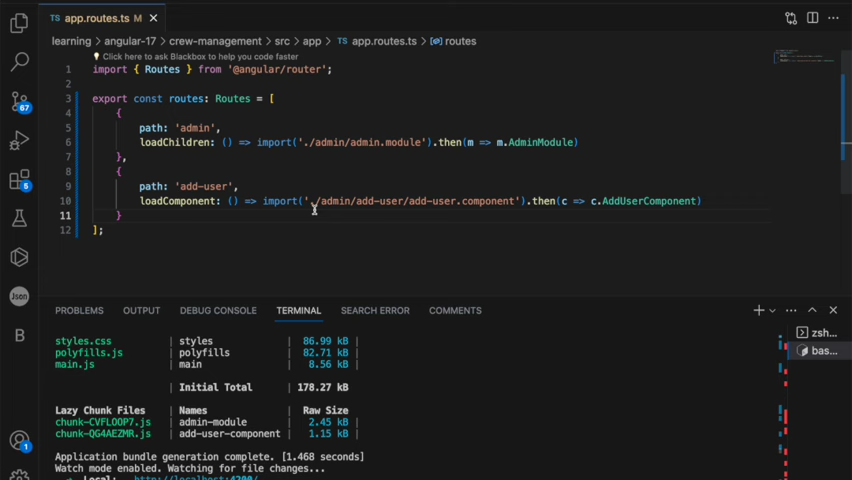 app.routes.ts M
learning > angular-17 > crew-management > src > app > TS app.routes.ts > routes
Click here to ask Blackbox to help you code faster
1 import { Routes } from '@angular/router';
2
3 export const routes: Routes = [
4 {
5 path: 'admin',
6 loadChildren: () => import('./admin/admin.module').then(m => m.AdminModule)
7 },
8 {
9 path: 'add-user',
10 loadComponent: () => import('./admin/add-user/add-user.component').then(c => c.AddUserComponent)
11 }
12 ];
67
5
Json
B
1
PROBLEMS OUTPUT DEBUG CONSOLE TERMINAL SEARCH ERROR COMMENTS
zsh...
bas...
styles.css | styles | 86.99 kB |
polyfills.js | polyfills | 82.71 kB |
main.js | main | 8.56 kB |
| Initial Total | 178.27 kB |
Lazy Chunk Files | Names | Raw Size
chunk-CVFLOOP7.js | admin-module | 2.45 kB |
chunk-QG4AEZMR.js | add-user-component | 1.15 kB |
Application bundle generation complete. [1.468 seconds]
Watch mode enabled. Watching for file changes...
➜ Local: http://localhost:4200/